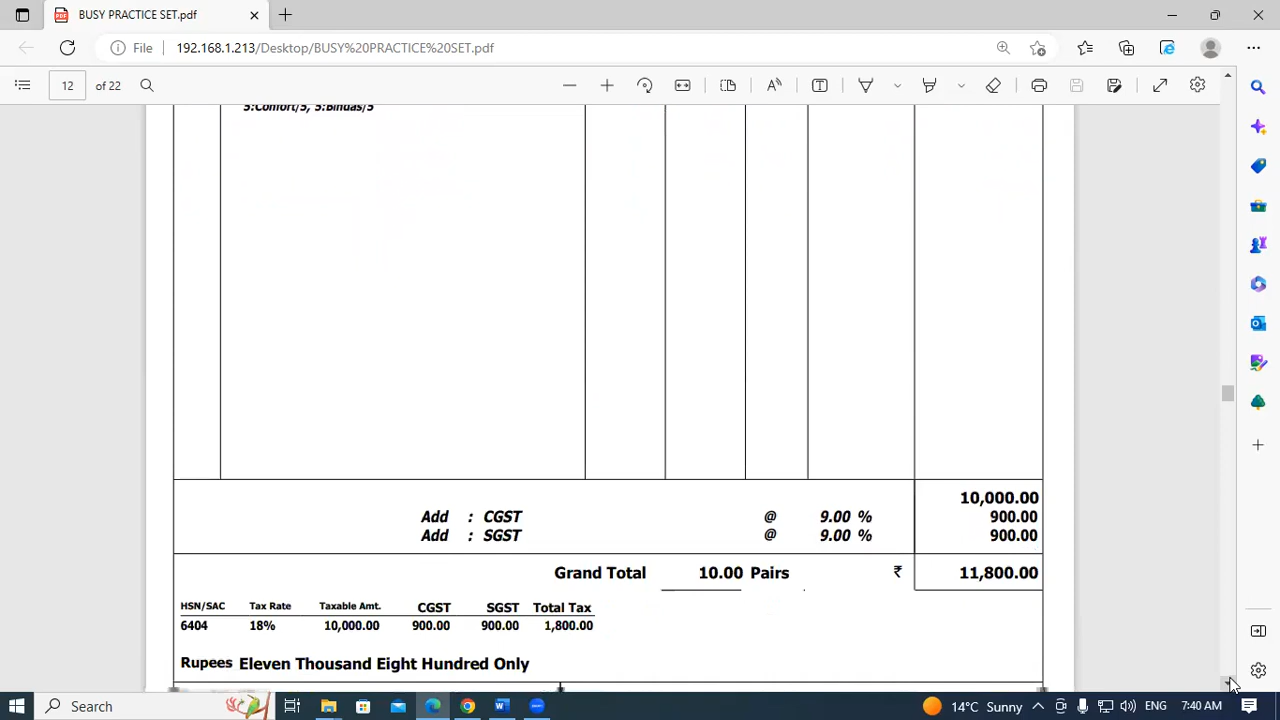 BUSY PRACTICE SET.pdf
File 192.168.1.213/Desktop/BUSY%20PRACTICE%20SET.pdf
12 of 22
5:Confort/5, 5:Bindas/5
10,000.00
Add : CGST @ 9.00 % 900.00
Add : SGST @ 9.00 % 900.00
Grand Total 10.00 Pairs ₹ 11,800.00
HSN/SAC Tax Rate Taxable Amt. CGST SGST Total Tax
6404 18% 10,000.00 900.00 900.00 1,800.00
Rupees Eleven Thousand Eight Hundred Only
Search 14°C Sunny ENG 7:40 AM